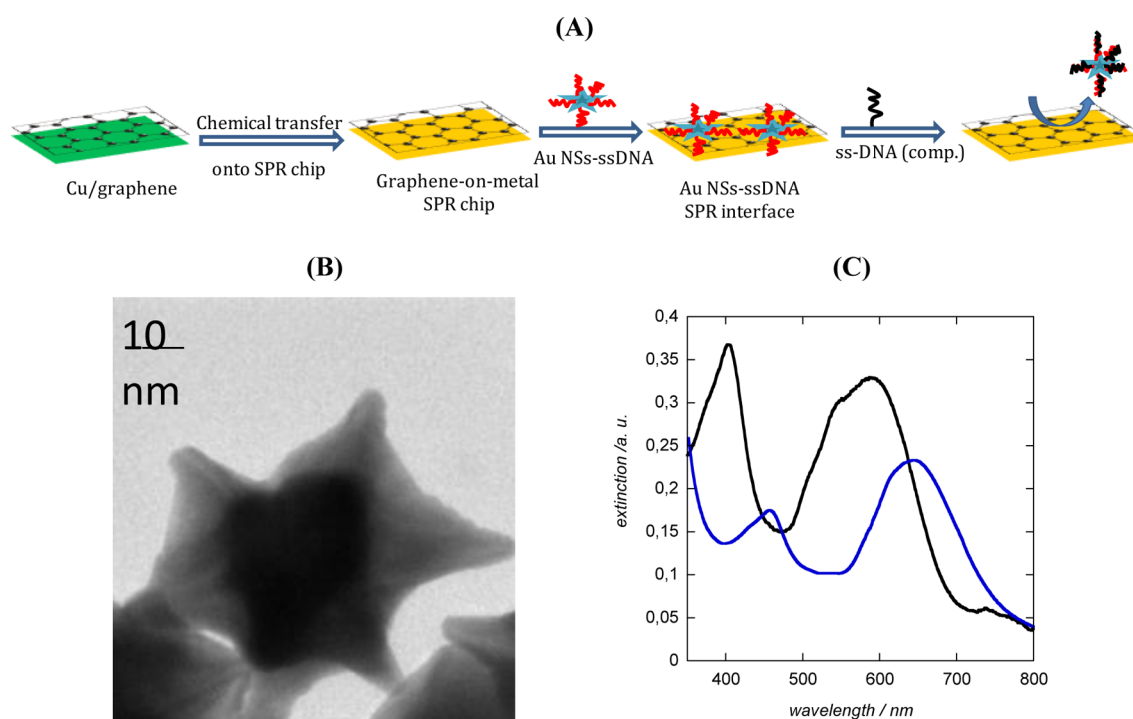 (A)
Chemical transfer
onto SPR chip
Cu/graphene
Graphene-on-metal
SPR chip
Au NSs-ssDNA
Au NSs-ssDNA
SPR interface
ss-DNA (comp.)
(B)
10
nm
(C)
0,4
0,35
0,3
0,25
0,2
0,15
0,1
0,05
0
extinction /a. u.
400 500 600 700 800
wavelength / nm